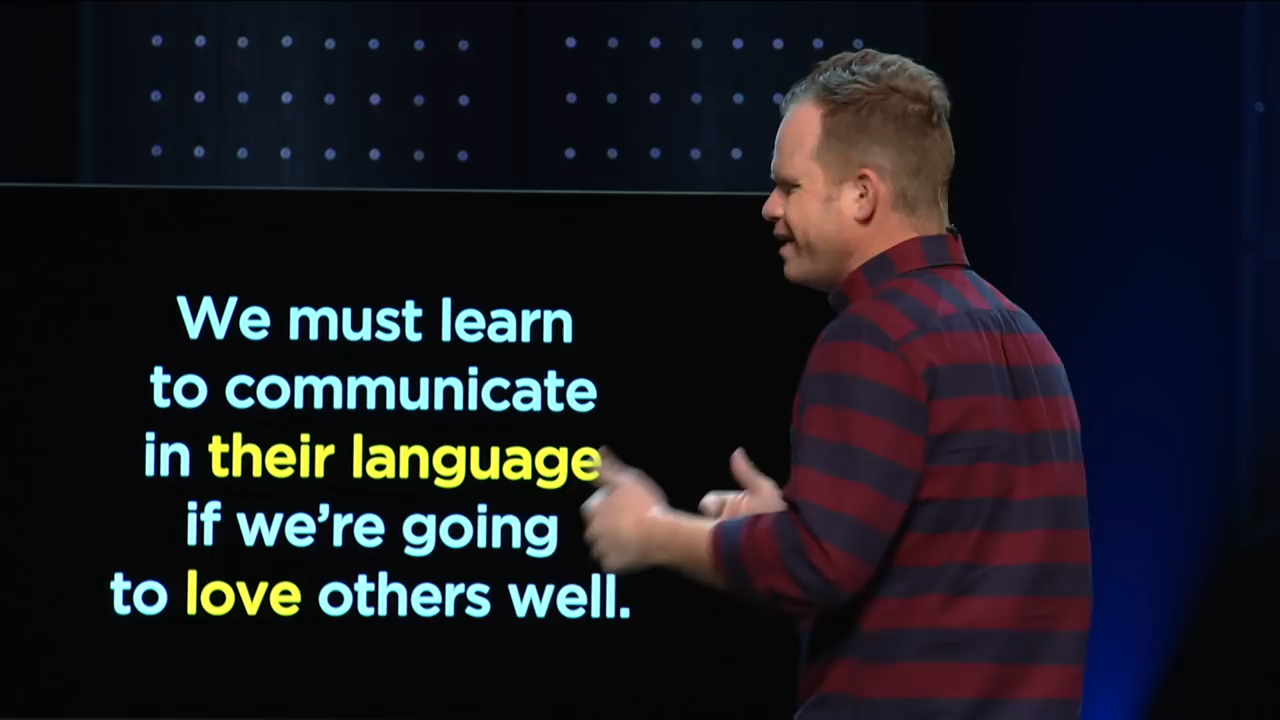 We must learn
to communicate
in their language
if we're going
to love others well.